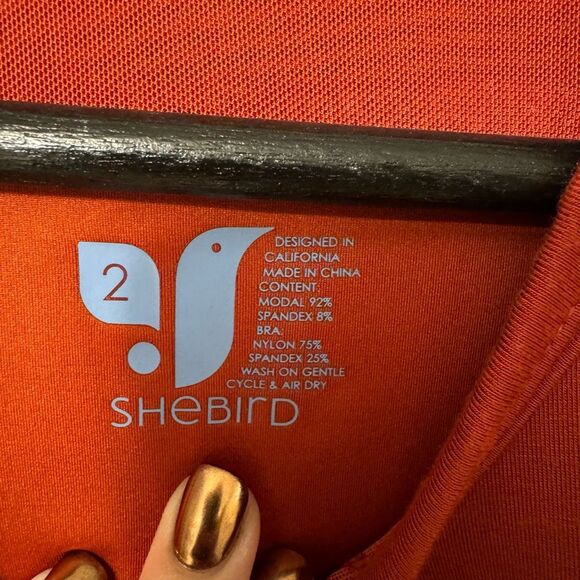 2
DESIGNED IN
CALIFORNIA
MADE IN CHINA
CONTENT:
MODAL 92%
SPANDEX 8%
BRA:
NYLON 75%
SPANDEX 25%
WASH ON GENTLE
CYCLE & AIR DRY
SHeBIrD